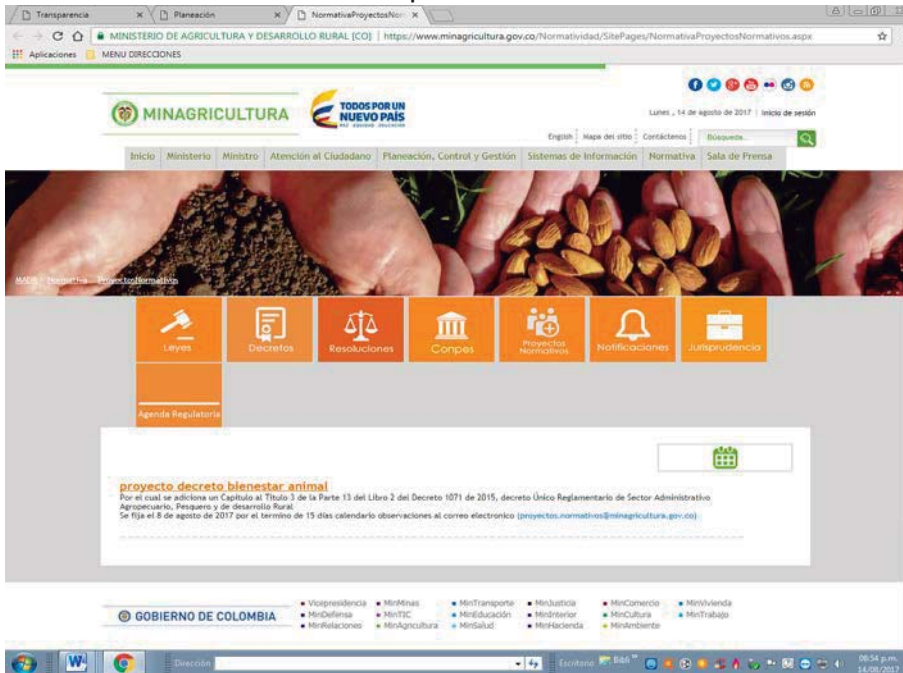 Transparencia
Planeación
NormativaProyectosNor
MINISTERIO DE AGRICULTURA Y DESARROLLO RURAL [CO] | https://www.minagricultura.gov.co/Normatividad/SitePages/NormativaProyectosNormativos.aspx
Aplicaciones MENU DIRECCIONES
MINAGRICULTURA
TODOS POR UN
NUEVO PAÍS
PAZ EQUIDAD EDUCACIÓN
Lunes , 14 de agosto de 2017 | Inicio de sesión
English Mapa del sitio Contáctenos Búsqueda...
Inicio Ministerio Ministro Atención al Ciudadano Planeación, Control y Gestión Sistemas de Información Normativa Sala de Prensa
MADR Normativa ProyectosNormativos
Leyes
Decretos
Resoluciones
Conpes
Proyectos
Normativos
Notificaciones
Jurisprudencia
Agenda Regulatoria
proyecto decreto bienestar animal
Por el cual se adiciona un Capítulo al Título 3 de la Parte 13 del Libro 2 del Decreto 1071 de 2015, decreto Único Reglamentario de Sector Administrativo
Agropecuario, Pesquero y de desarrollo Rural
Se fija el 8 de agosto de 2017 por el termino de 15 días calendario observaciones al correo electronico (proyectos.normativos@minagricultura.gov.co)
GOBIERNO DE COLOMBIA
Vicepresidencia MinMinas MinTransporte MinJusticia MinComercio MinVivienda
MinDefensa MinTIC MinEducación MinInterior MinCultura MinTrabajo
MinRelaciones MinAgricultura MinSalud MinHacienda MinAmbiente
Dirección
Escritorio
Bibli
08:54 p.m.
14/08/2017